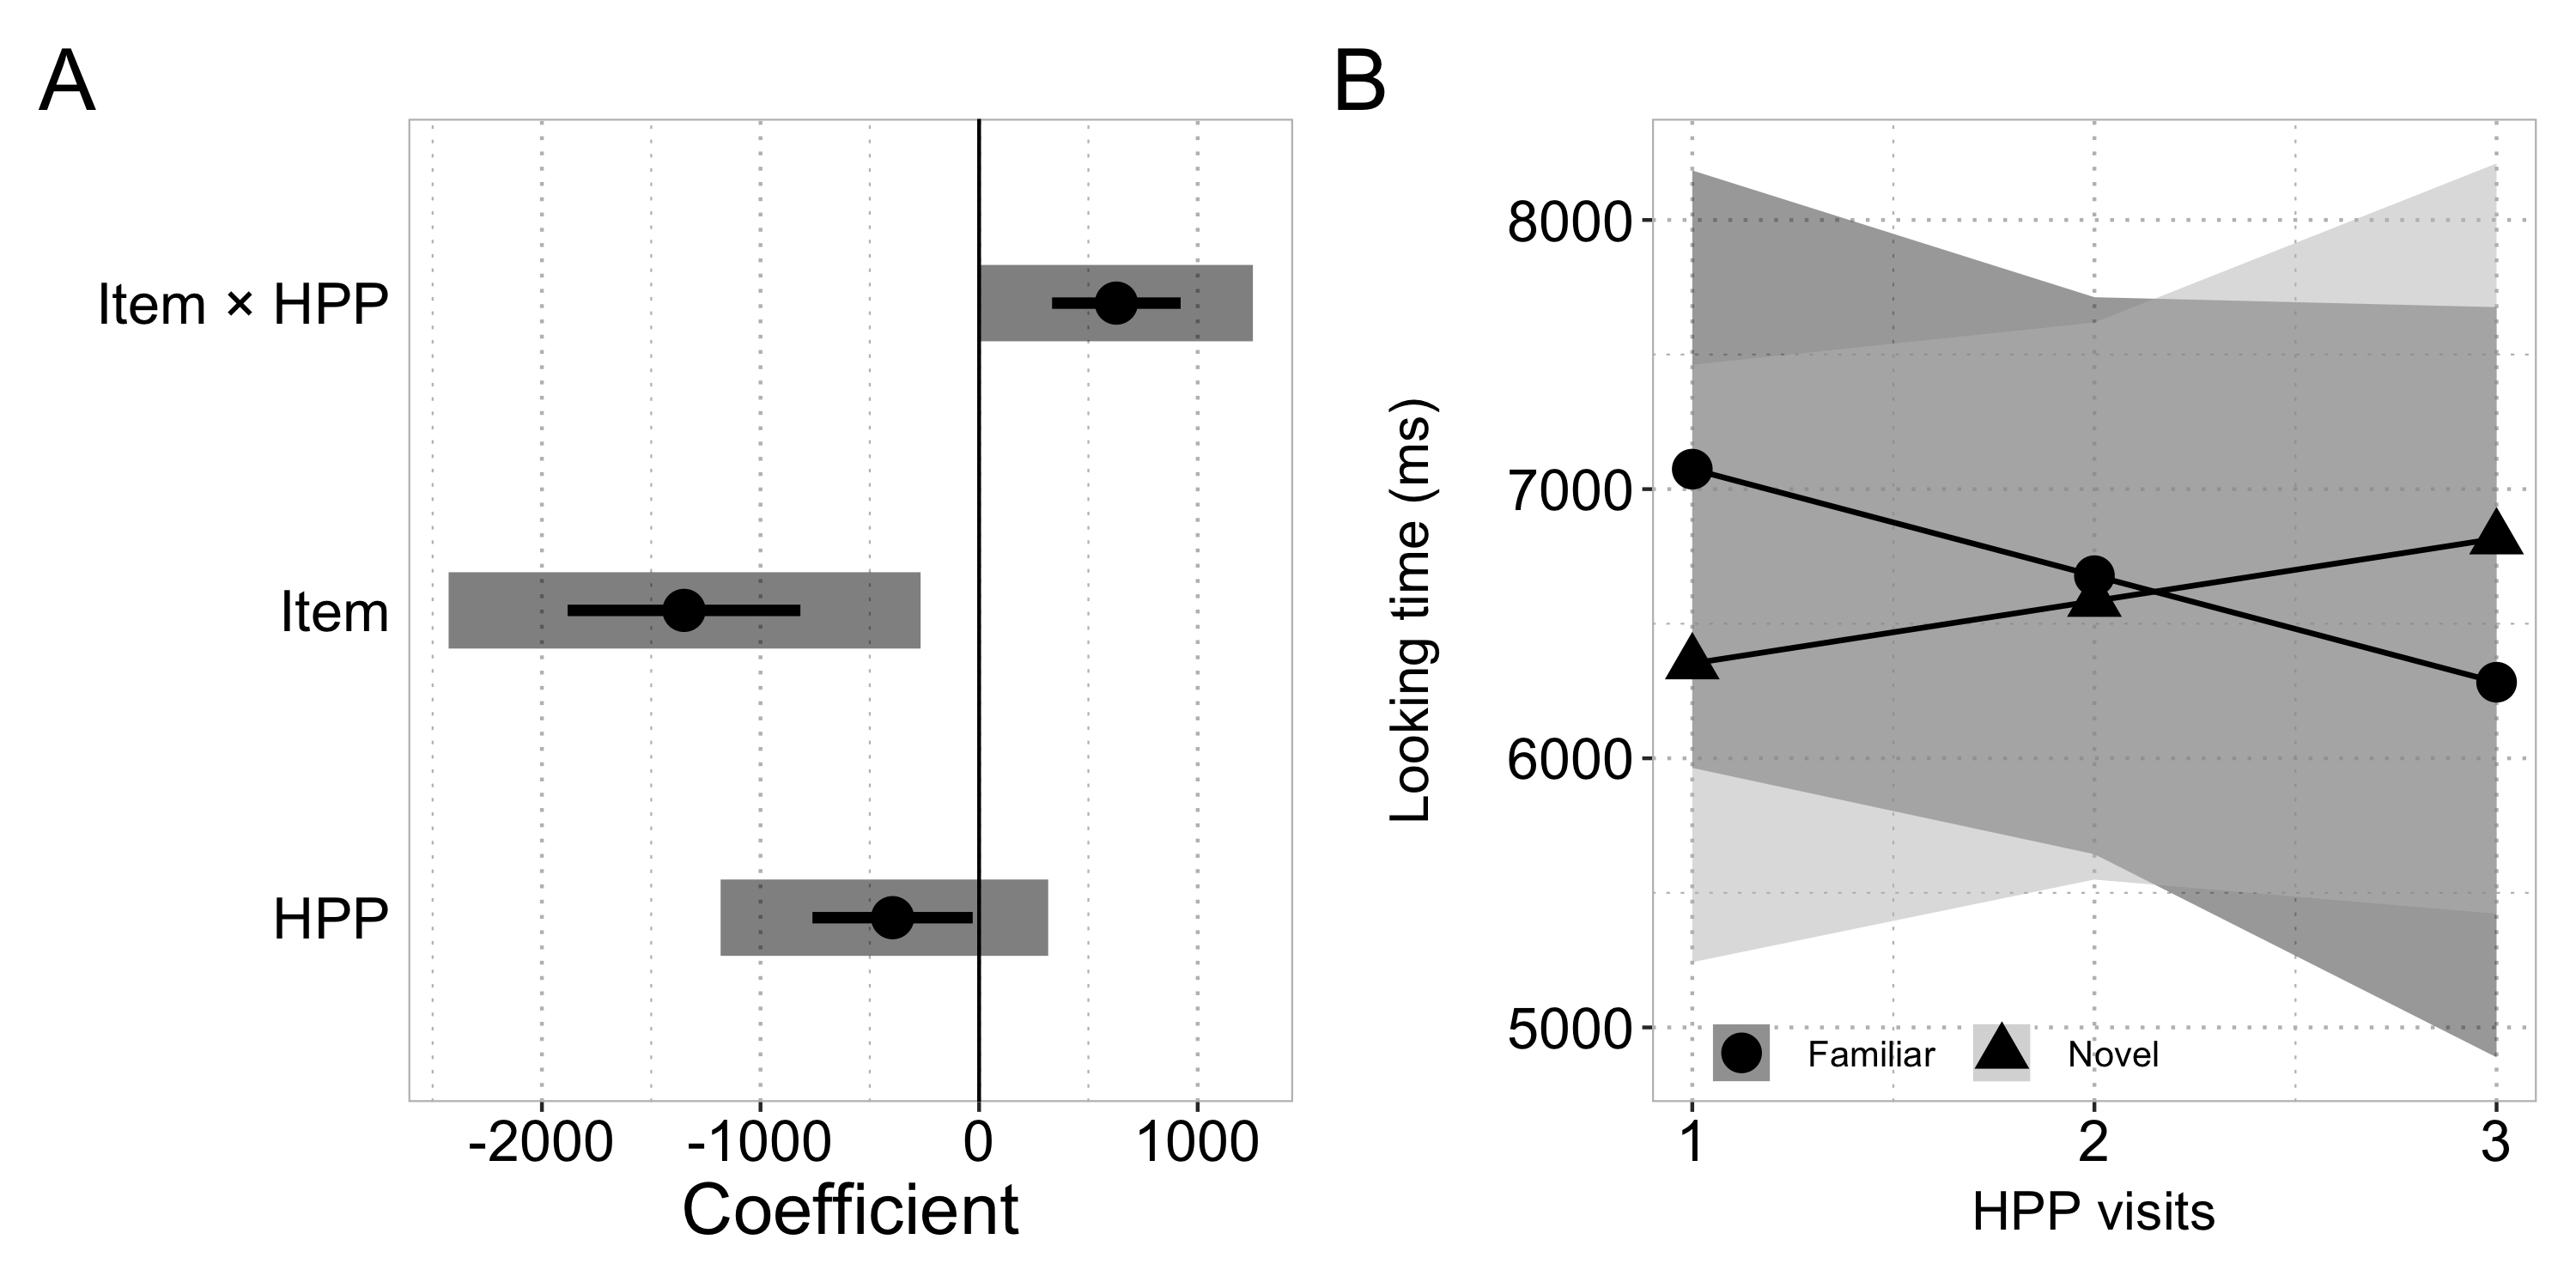 A
Item × HPP
Item
HPP
-2000 -1000 0 1000
Coefficient
B
8000
7000
6000
5000
Looking time (ms)
Familiar Novel
1 2 3
HPP visits